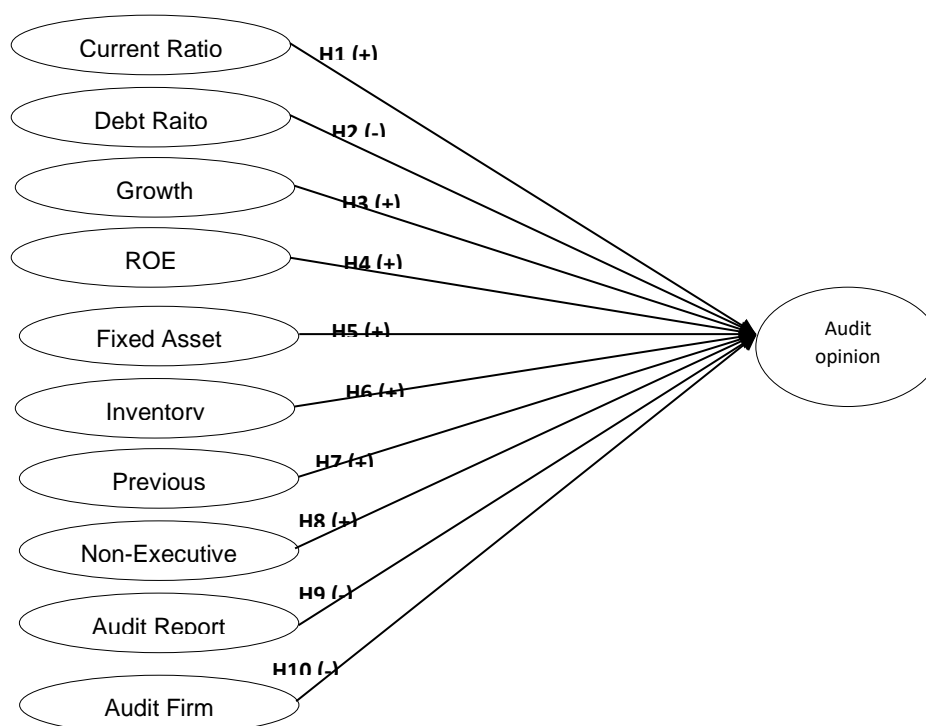 Current Ratio
H1 (+)
Debt Raito
H2 (-)
Growth
H3 (+)
ROE
H4 (+)
Fixed Asset
H5 (+)
Inventory
H6 (+)
Previous
H7 (+)
Non-Executive
H8 (+)
Audit Report
H9 (-)
Audit Firm
H10 (-)
Audit
opinion